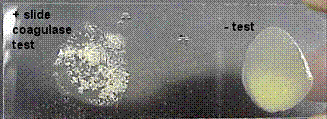 + slide
coagulase
test
- test